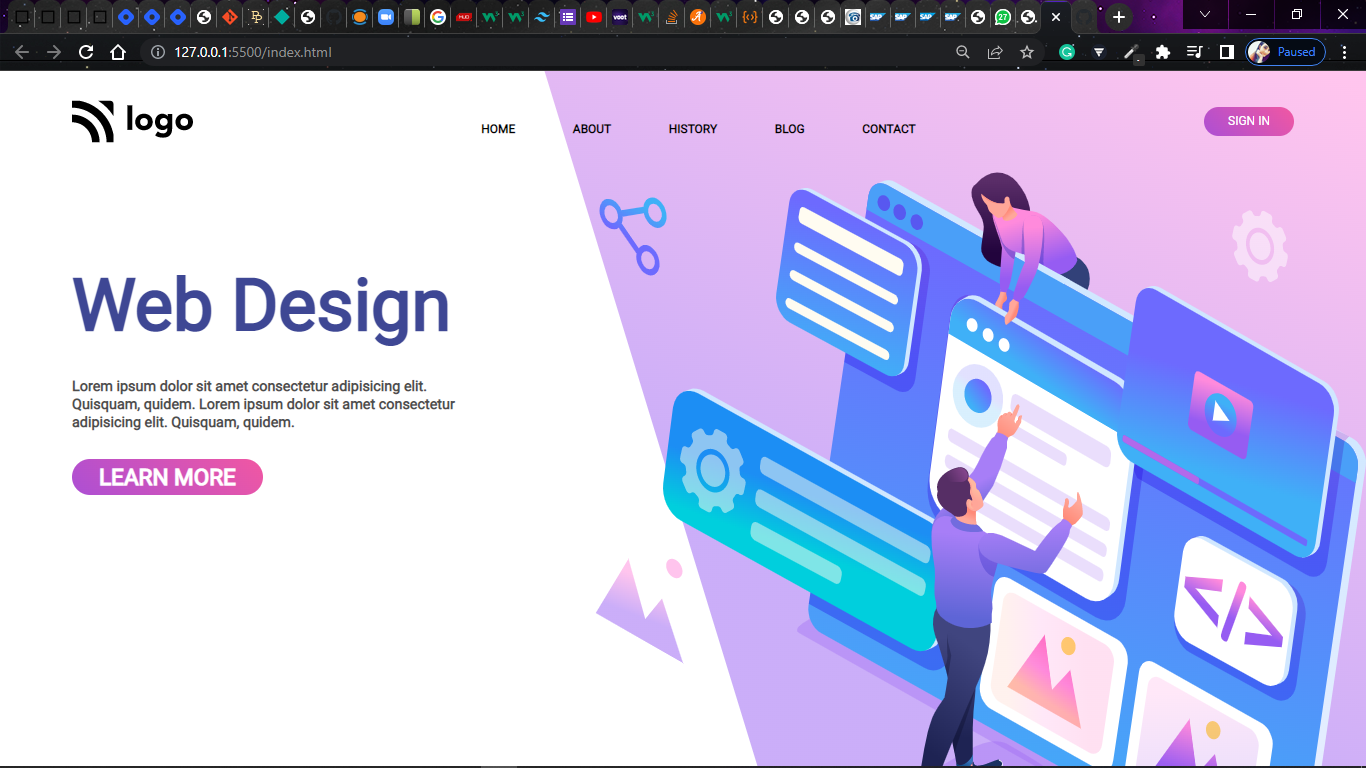 127.0.0.1:5500/index.html
Paused
logo
HOME
ABOUT
HISTORY
BLOG
CONTACT
SIGN IN
Web Design
Lorem ipsum dolor sit amet consectetur adipisicing elit.
Quisquam, quidem. Lorem ipsum dolor sit amet consectetur
adipisicing elit. Quisquam, quidem.
LEARN MORE